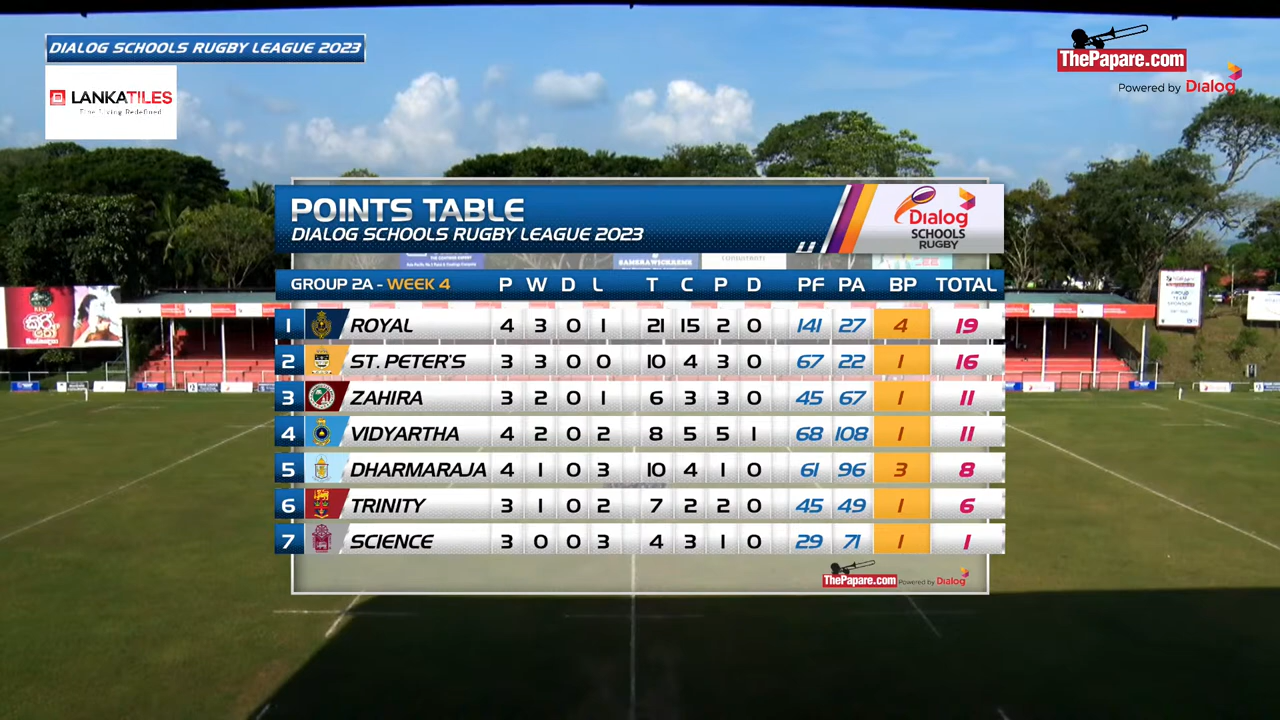 DIALOG SCHOOLS RUGBY LEAGUE 2023
ThePapare.com
LANKATILES
Powered by Dialog
POINTS TABLE
DIALOG SCHOOLS RUGBY LEAGUE 2023
Dialog
SCHOOLS
RUGBY
SAMERAWICKREME
CONSULTANTS
GROUP 2A - WEEK 4 P W D L T C P D PF PA BP TOTAL
1 ROYAL 4 3 0 1 21 15 2 0 141 27 4 19
2 ST. PETER'S 3 3 0 0 10 4 3 0 67 22 1 16
3 ZAHIRA 3 2 0 1 6 3 3 0 45 67 1 11
4 VIDYARTHA 4 2 0 2 8 5 5 1 68 108 1 11
5 DHARMARAJA 4 1 0 3 10 4 1 0 61 96 3 8
6 TRINITY 3 1 0 2 7 2 2 0 45 49 1 6
7 SCIENCE 3 0 0 3 4 3 1 0 29 71 1 1
ThePapare.com Powered by Dialog